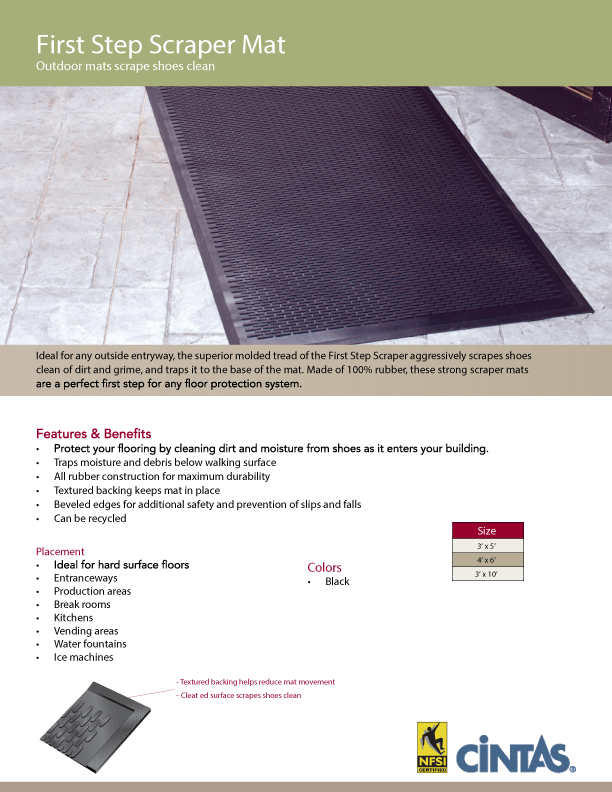 First Step Scraper Mat
Outdoor mats scrape shoes clean
Ideal for any outside entryway, the superior molded tread of the First Step Scraper aggressively scrapes shoes
clean of dirt and grime, and traps it to the base of the mat. Made of 100% rubber, these strong scraper mats
are a perfect first step for any floor protection system.
Features & Benefits
• Protect your flooring by cleaning dirt and moisture from shoes as it enters your building.
• Traps moisture and debris below walking surface
• All rubber construction for maximum durability
• Textured backing keeps mat in place
• Beveled edges for additional safety and prevention of slips and falls
• Can be recycled
Placement
• Ideal for hard surface floors
• Entranceways
• Production areas
• Break rooms
• Kitchens
• Vending areas
• Water fountains
• Ice machines
Colors
• Black
Size
3' x 5'
4' x 6'
3' x 10'
- Textured backing helps reduce mat movement
- Cleat ed surface scrapes shoes clean
NFSI
CERTIFIED
CINTAS®